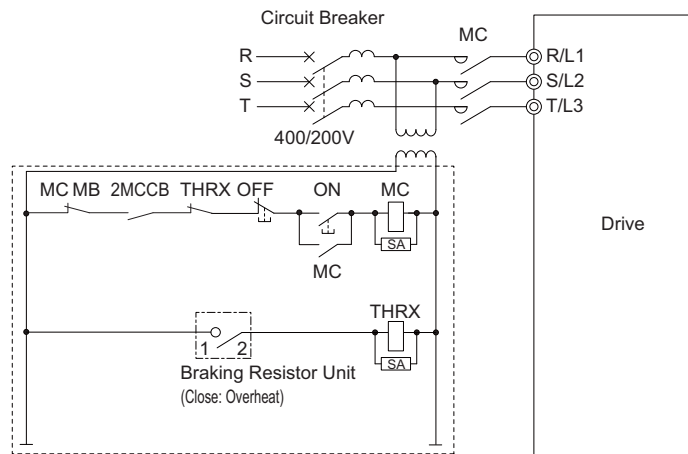 Circuit Breaker
MC
R
R/L1
S
S/L2
T
T/L3
400/200V
MC MB 2MCCB THRX OFF ON MC
SA
MC
Drive
THRX
1 2
SA
Braking Resistor Unit
(Close: Overheat)